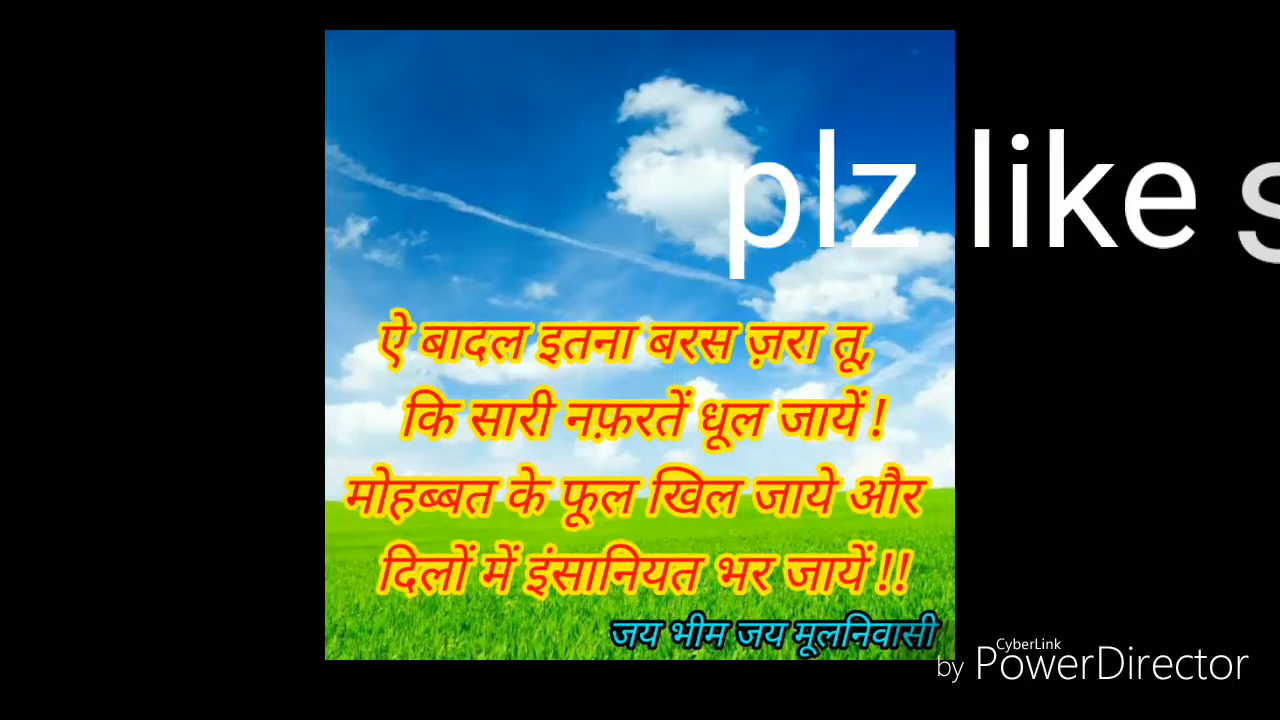 plz like s
ऐ बादल इतना बरस ज़रा तू,
कि सारी नफ़रतें धूल जायें !
मोहब्बत के फूल खिल जाये और
दिलों में इंसानियत भर जायें !!
जय भीम जय मूलनिवासी
CyberLink
by PowerDirector